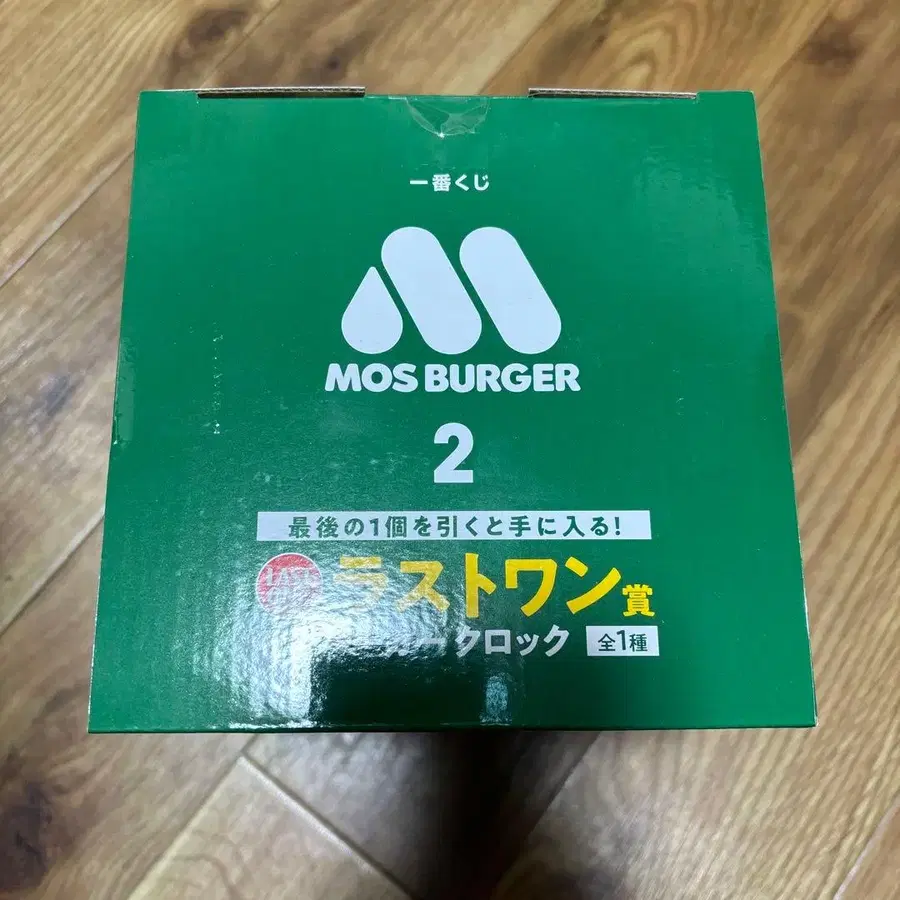 一番くじ
MOS BURGER
2
最後の1個を引くと手に入る!
LAST ラストワン賞
クロック 全1種